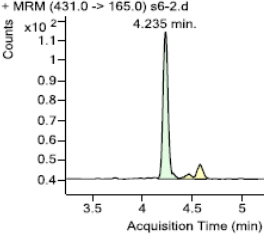 + MRM (431.0 -> 165.0) s6-2.d
Counts
x10 2
4.235 min.
1.1
1
0.9
0.8
0.7
0.6
0.5
0.4
3.5 4 4.5 5
Acquisition Time (min)